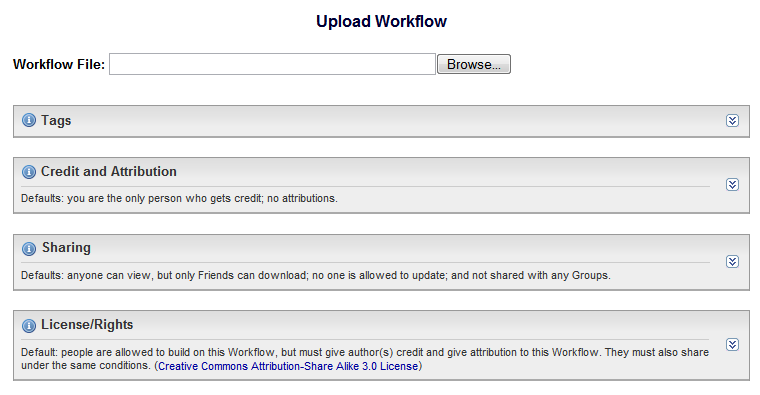 Upload Workflow
Workflow File: Browse...
Tags
Credit and Attribution
Defaults: you are the only person who gets credit; no attributions.
Sharing
Defaults: anyone can view, but only Friends can download; no one is allowed to update; and not shared with any Groups.
License/Rights
Default: people are allowed to build on this Workflow, but must give author(s) credit and give attribution to this Workflow. They must also share
under the same conditions. (Creative Commons Attribution-Share Alike 3.0 License)